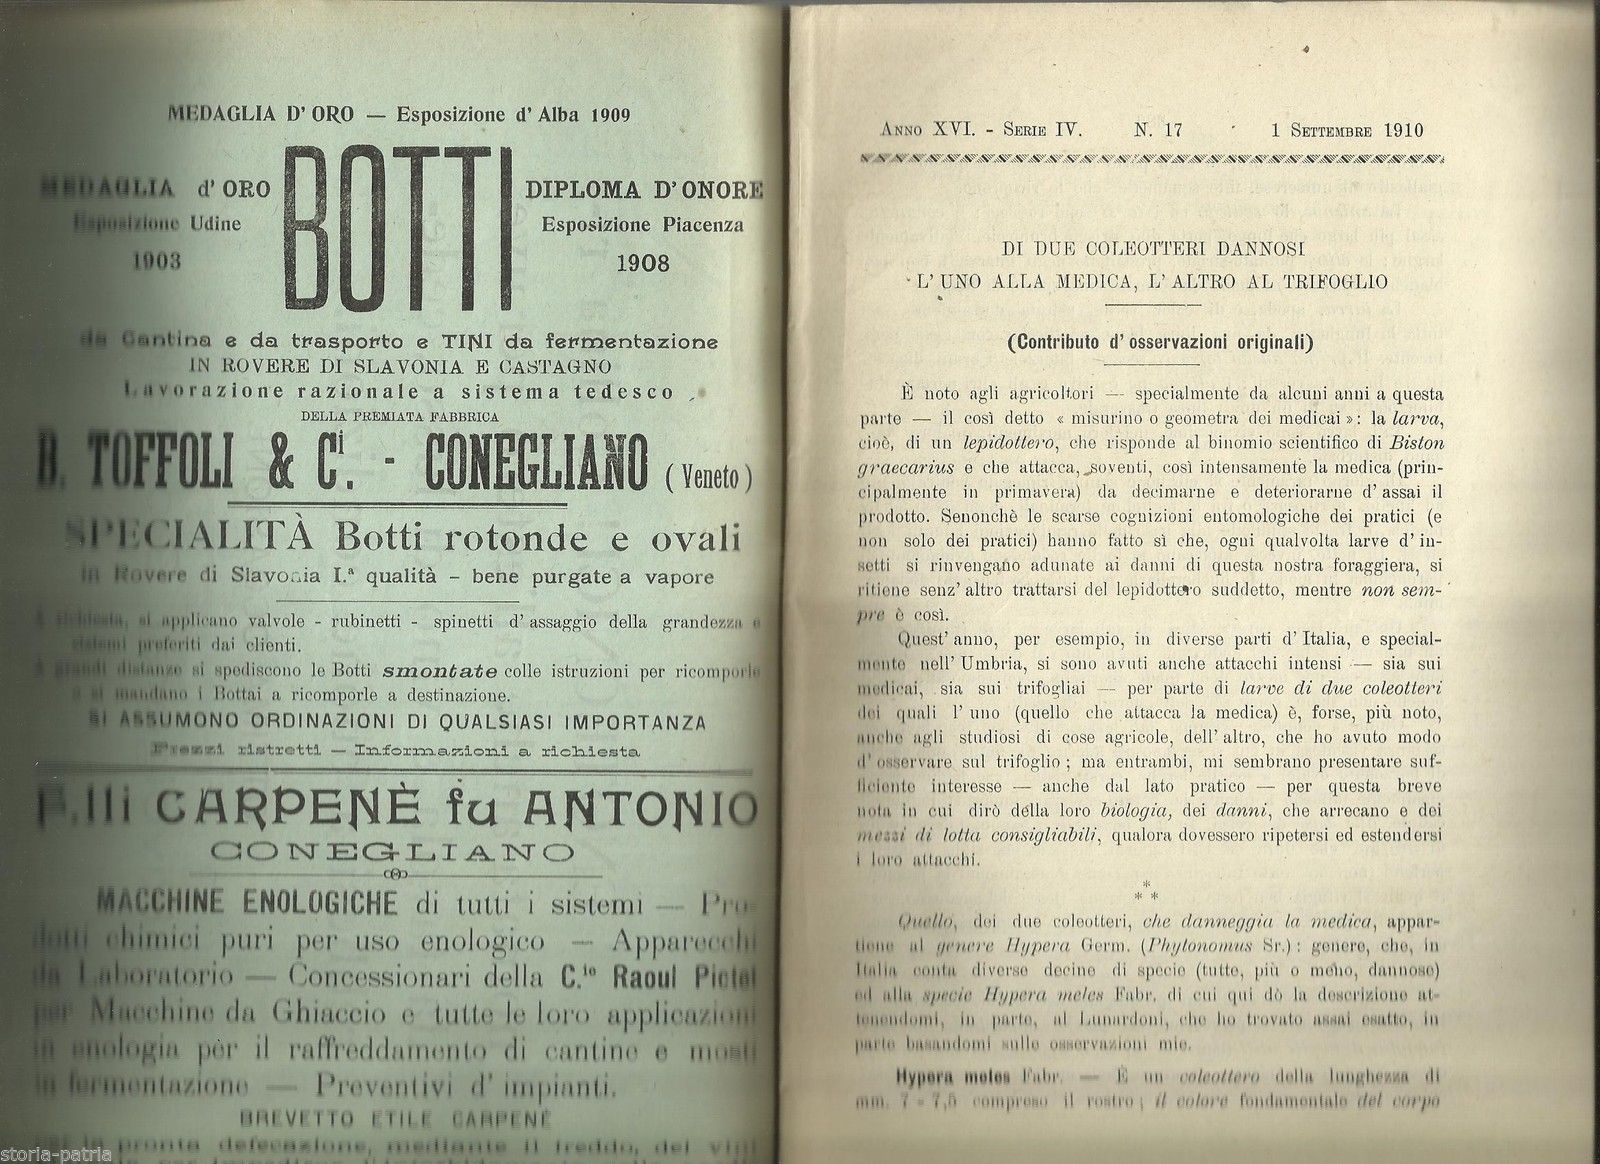 MEDAGLIA D' ORO — Esposizione d' Alba 1909
MEDAGLIA d' ORO
Esposizione Udine
1903
BOTTI
DIPLOMA D'ONORE
Esposizione Piacenza
1908
da Cantina e da trasporto e TINI da fermentazione
IN ROVERE DI SLAVONIA E CASTAGNO
Lavorazione razionale a sistema tedesco
DELLA PREMIATA FABBRICA
B. TOFFOLI & Ci. - CONEGLIANO (Veneto)
SPECIALITÀ Botti rotonde e ovali
in Rovere di Slavonia I.ª qualità - bene purgate a vapore
A richiesta, si applicano valvole - rubinetti - spinetti d' assaggio della grandezza e
sistemi preferiti dai clienti.
A grandi distanze si spediscono le Botti smontate colle istruzioni per ricomporle
o si mandano i Bottai a ricomporle a destinazione.
SI ASSUMONO ORDINAZIONI DI QUALSIASI IMPORTANZA
Prezzi ristretti — Informazioni a richiesta
F.lli CARPENÈ fu ANTONIO
CONEGLIANO
MACCHINE ENOLOGICHE di tutti i sistemi — Pro-
dotti chimici puri per uso enologico — Apparecchi
da Laboratorio — Concessionari della C.ie Raoul Pictet
per Macchine da Ghiaccio e tutte le loro applicazioni
in enologia per il raffreddamento di cantine e mosti
in fermentazione — Preventivi d' impianti.
BREVETTO ETILE CARPENÈ
pronta defecazione, mediante il freddo, dei vini
storia-patria
ANNO XVI. - SERIE IV. N. 17 1 SETTEMBRE 1910
DI DUE COLEOTTERI DANNOSI
L' UNO ALLA MEDICA, L' ALTRO AL TRIFOGLIO
(Contributo d' osservazioni originali)
È noto agli agricoltori — specialmente da alcuni anni a questa
parte — il così detto « misurino o geometra dei medicai »: la larva,
cioè, di un lepidottero, che risponde al binomio scientifico di Biston
graecarius e che attacca, soventi, così intensamente la medica (prin-
cipalmente in primavera) da decimarne e deteriorarne d' assai il
prodotto. Senonchè le scarse cognizioni entomologiche dei pratici (e
non solo dei pratici) hanno fatto sì che, ogni qualvolta larve d' in-
setti si rinvengano adunate ai danni di questa nostra foraggiera, si
ritiene senz' altro trattarsi del lepidottero suddetto, mentre non sem-
pre è così.
Quest' anno, per esempio, in diverse parti d' Italia, e special-
mente nell' Umbria, si sono avuti anche attacchi intensi — sia sui
medicai, sia sui trifogliai — per parte di larve di due coleotteri
dei quali l' uno (quello che attacca la medica) è, forse, più noto,
anche agli studiosi di cose agricole, dell' altro, che ho avuto modo
d' osservare sul trifoglio ; ma entrambi, mi sembrano presentare suf-
ficiente interesse — anche dal lato pratico — per questa breve
nota in cui dirò della loro biologia, dei danni, che arrecano e dei
mezzi di lotta consigliabili, qualora dovessero ripetersi ed estendersi
i loro attacchi.
*
* *
Quello, dei due coleotteri, che danneggia la medica, appar-
tiene al genere Hypera Germ. (Phytonomus Sr.) : genere, che, in
Italia conta diverse decine di specie (tutte, più o meno, dannose)
ed alla specie Hypera meles Fabr. di cui qui dò la descrizione at-
tenendomi, in parte, al Lunardoni, che ho trovato assai esatto, in
parte basandomi sulle osservazioni mie.
Hypera meles Fabr. — È un coleottero della lunghezza di
mm. 7 - 7,5 compreso il rostro ; il colore fondamentale del corpo